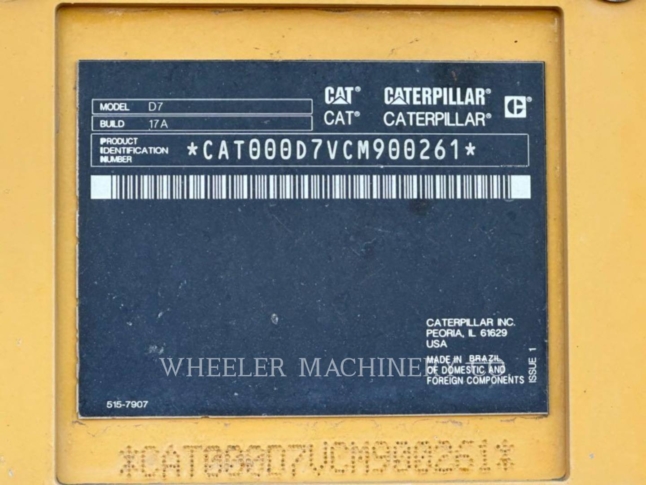 CAT® CATERPILLAR®
MODEL D7
CAT® CATERPILLAR®
BUILD 17A
PRODUCT
IDENTIFICATION
NUMBER
*CAT000D7VCM900261*
CATERPILLAR INC.
PEORIA, IL 61629
USA
MADE IN BRAZIL
OF DOMESTIC AND
FOREIGN COMPONENTS
ISSUE 1
WHEELER MACHINERY
515-7907
*CAT000D7VCM900261*